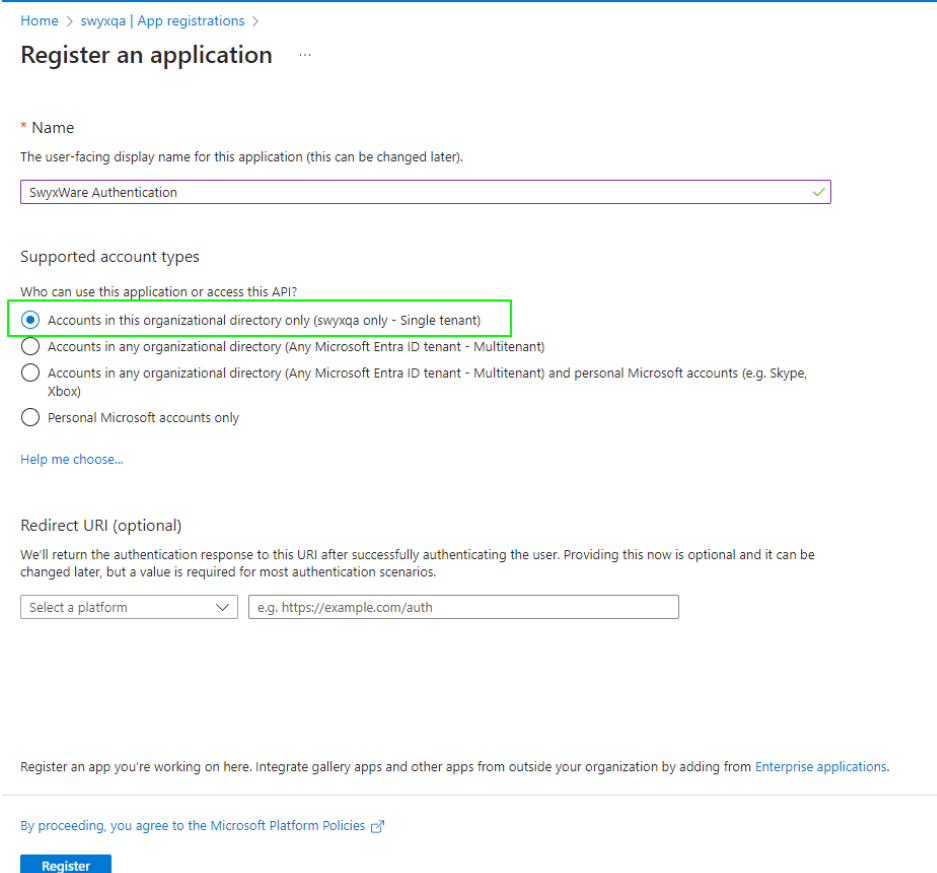 Home > swyxqa | App registrations >
Register an application ...
* Name
The user-facing display name for this application (this can be changed later).
SwyxWare Authentication
Supported account types
Who can use this application or access this API?
Accounts in this organizational directory only (swyxqa only - Single tenant)
Accounts in any organizational directory (Any Microsoft Entra ID tenant - Multitenant)
Accounts in any organizational directory (Any Microsoft Entra ID tenant - Multitenant) and personal Microsoft accounts (e.g. Skype,
Xbox)
Personal Microsoft accounts only
Help me choose...
Redirect URI (optional)
We'll return the authentication response to this URI after successfully authenticating the user. Providing this now is optional and it can be
changed later, but a value is required for most authentication scenarios.
Select a platform e.g. https://example.com/auth
Register an app you're working on here. Integrate gallery apps and other apps from outside your organization by adding from Enterprise applications.
By proceeding, you agree to the Microsoft Platform Policies
Register